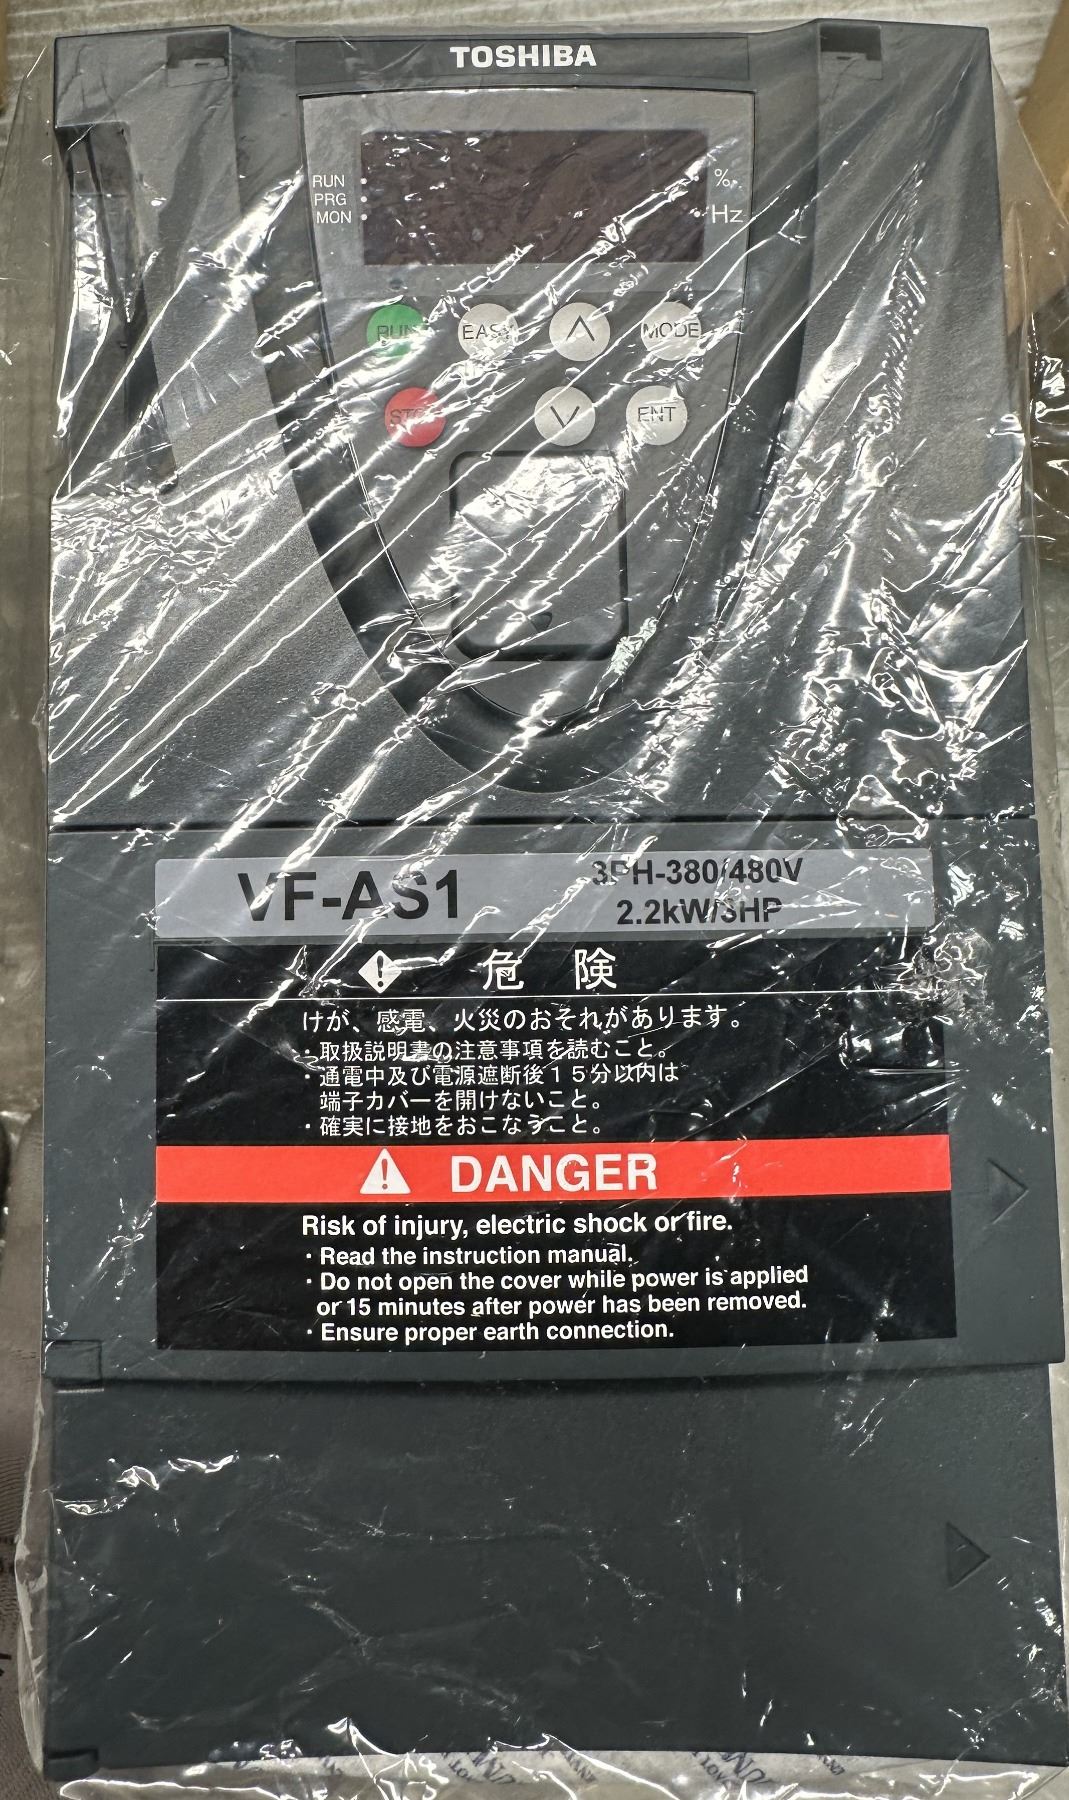 TOSHIBA
RUN
PRG
MON
%
Hz
RUN
EASY
MODE
STOP
ENT
VF-AS1
3PH-380/480V
2.2kW/3HP
危 険
けが、感電、火災のおそれがあります。
・取扱説明書の注意事項を読むこと。
・通電中及び電源遮断後15分以内は
端子カバーを開けないこと。
・確実に接地をおこなうこと。
DANGER
Risk of injury, electric shock or fire.
・Read the instruction manual.
・Do not open the cover while power is applied
or 15 minutes after power has been removed.
・Ensure proper earth connection.